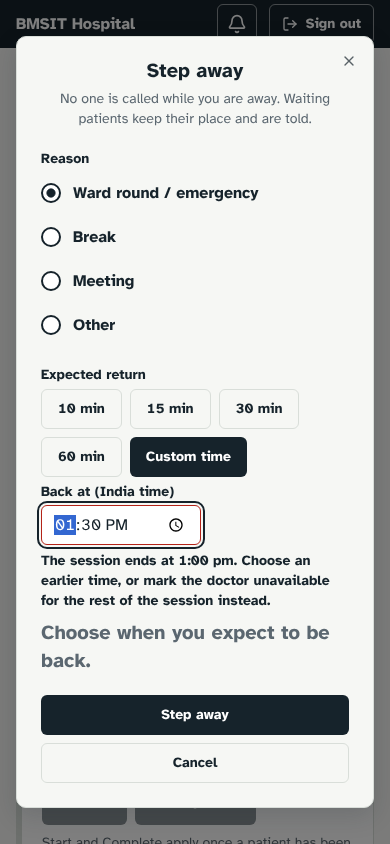 BMSIT Hospital
Sign out
Step away
No one is called while you are away. Waiting
patients keep their place and are told.
Reason
Ward round / emergency
Break
Meeting
Other
Expected return
10 min
15 min
30 min
60 min
Custom time
Back at (India time)
01:30 PM
The session ends at 1:00 pm. Choose an
earlier time, or mark the doctor unavailable
for the rest of the session instead.
Choose when you expect to be
back.
Step away
Cancel
Start and Complete apply once a patient has been